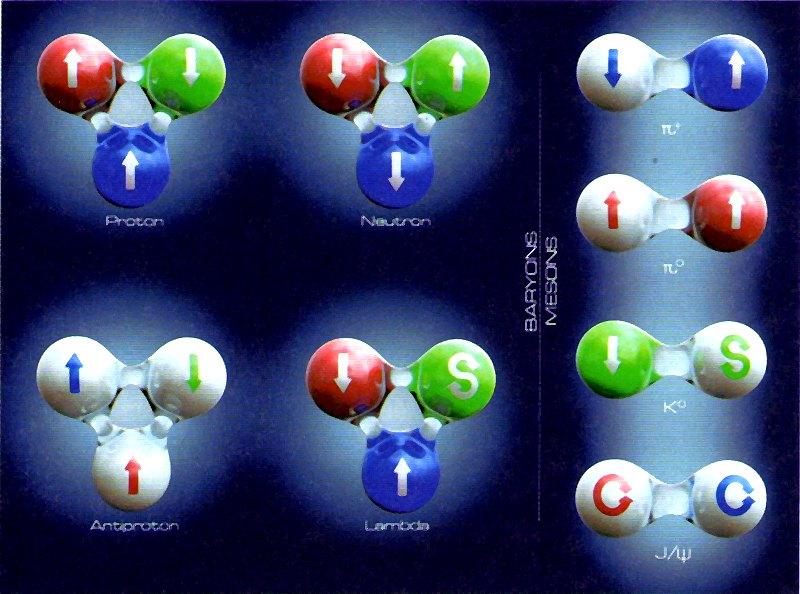 Proton
Neutron
Antiproton
S
Lambda
BARYONS
MESONS
π⁺
π⁰
S
K⁰
C
C
J/ψ